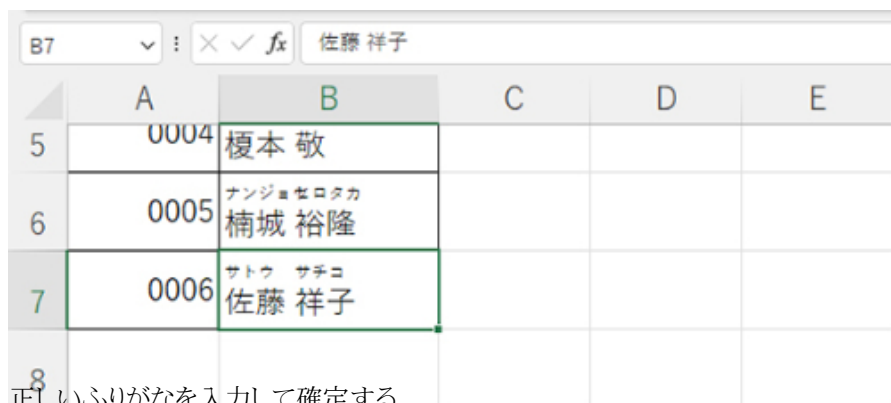 B7 fx 佐藤 祥子
A B C D E
5 0004 榎本 敬
ナンジョ ロタカ
6 0005 楠城 裕隆
サトウ サチコ
7 0006 佐藤 祥子
8
正しいふりがなを入力して確定する